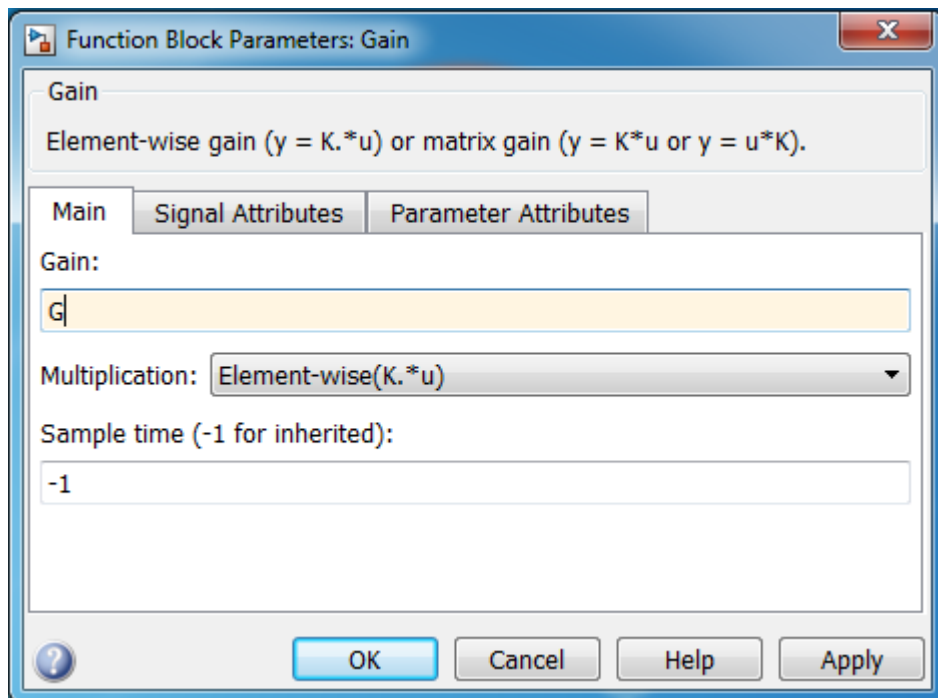 Function Block Parameters: Gain
Gain
Element-wise gain (y = K.*u) or matrix gain (y = K*u or y = u*K).
Main Signal Attributes Parameter Attributes
Gain:
G
Multiplication: Element-wise(K.*u)
Sample time (-1 for inherited):
-1
OK Cancel Help Apply